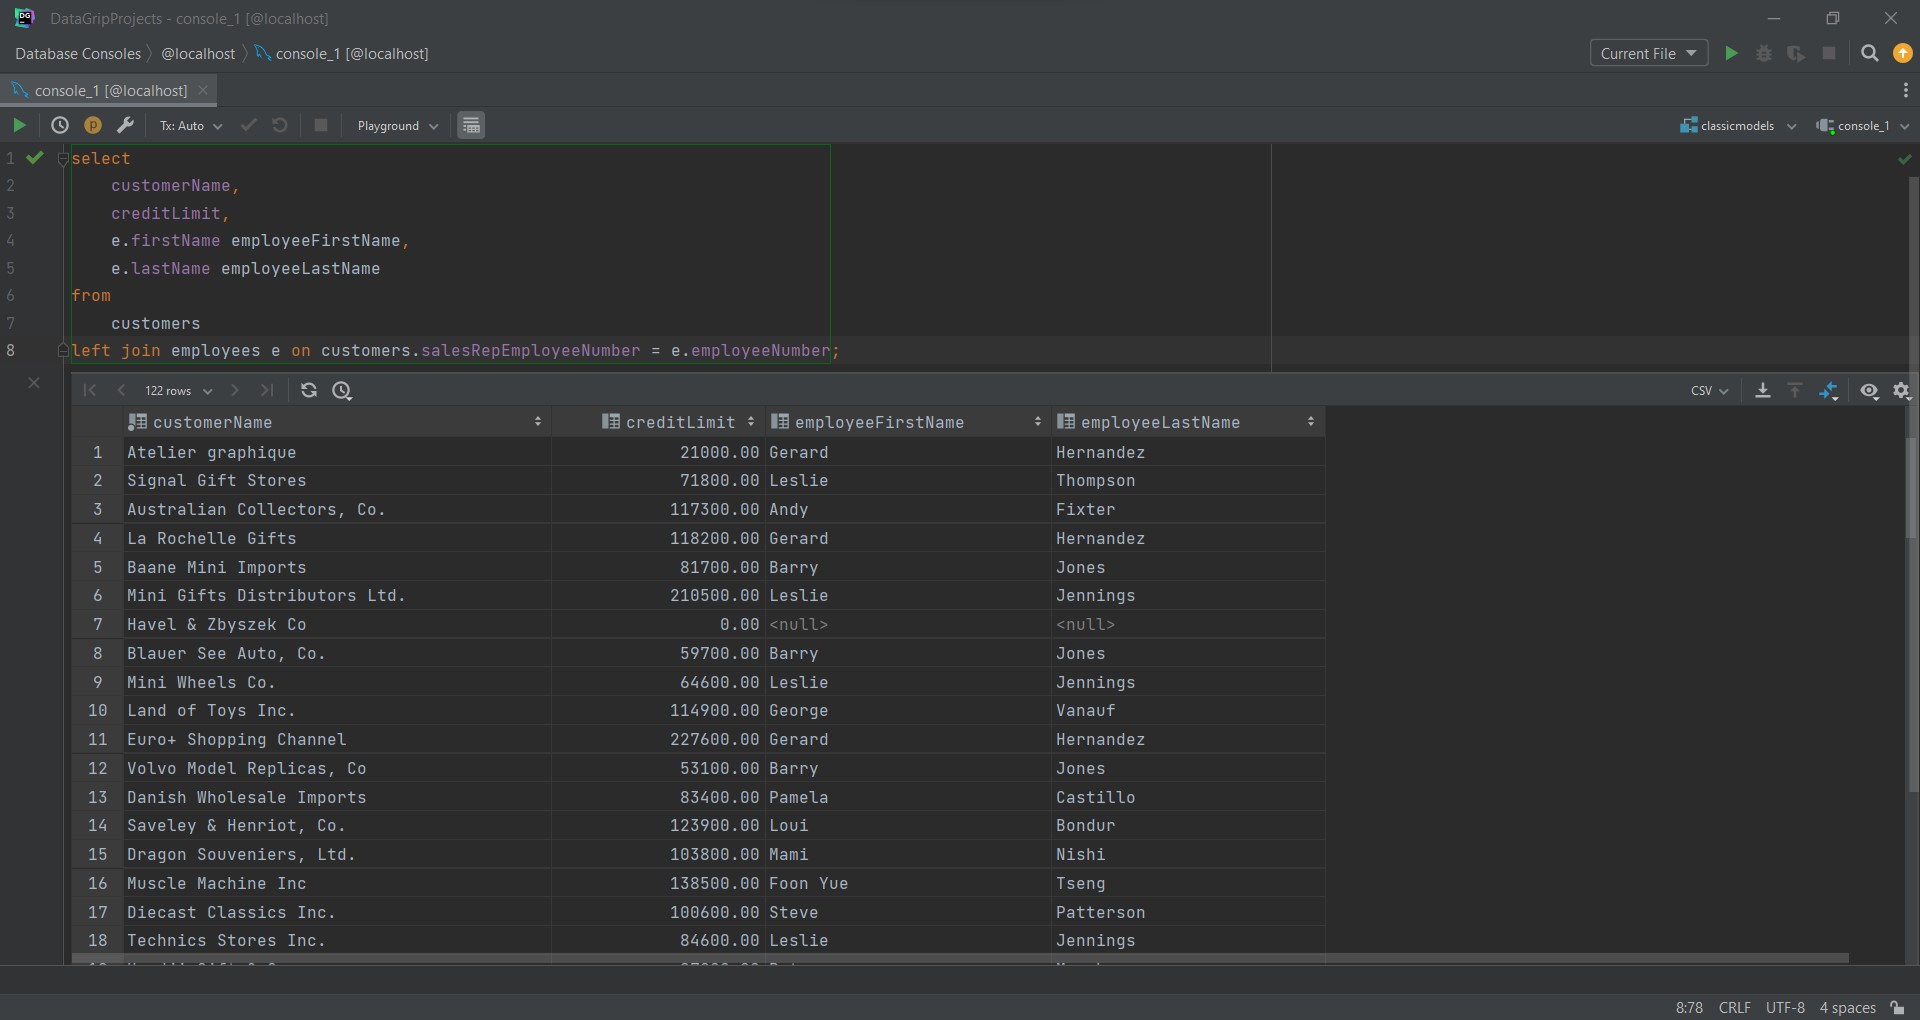 DataGripProjects - console_1 [@localhost]
Database Consoles @localhost console_1 [@localhost]
Current File
console_1 [@localhost]
Tx: Auto Playground classicmodels console_1
1 select
2 customerName,
3 creditLimit,
4 e.firstName employeeFirstName,
5 e.lastName employeeLastName
6 from
7 customers
8 left join employees e on customers.salesRepEmployeeNumber = e.employeeNumber;
122 rows CSV
customerName creditLimit employeeFirstName employeeLastName
1 Atelier graphique 21000.00 Gerard Hernandez
2 Signal Gift Stores 71800.00 Leslie Thompson
3 Australian Collectors, Co. 117300.00 Andy Fixter
4 La Rochelle Gifts 118200.00 Gerard Hernandez
5 Baane Mini Imports 81700.00 Barry Jones
6 Mini Gifts Distributors Ltd. 210500.00 Leslie Jennings
7 Havel & Zbyszek Co 0.00 <null> <null>
8 Blauer See Auto, Co. 59700.00 Barry Jones
9 Mini Wheels Co. 64600.00 Leslie Jennings
10 Land of Toys Inc. 114900.00 George Vanauf
11 Euro+ Shopping Channel 227600.00 Gerard Hernandez
12 Volvo Model Replicas, Co 53100.00 Barry Jones
13 Danish Wholesale Imports 83400.00 Pamela Castillo
14 Saveley & Henriot, Co. 123900.00 Loui Bondur
15 Dragon Souveniers, Ltd. 103800.00 Mami Nishi
16 Muscle Machine Inc 138500.00 Foon Yue Tseng
17 Diecast Classics Inc. 100600.00 Steve Patterson
18 Technics Stores Inc. 84600.00 Leslie Jennings
8:78 CRLF UTF-8 4 spaces